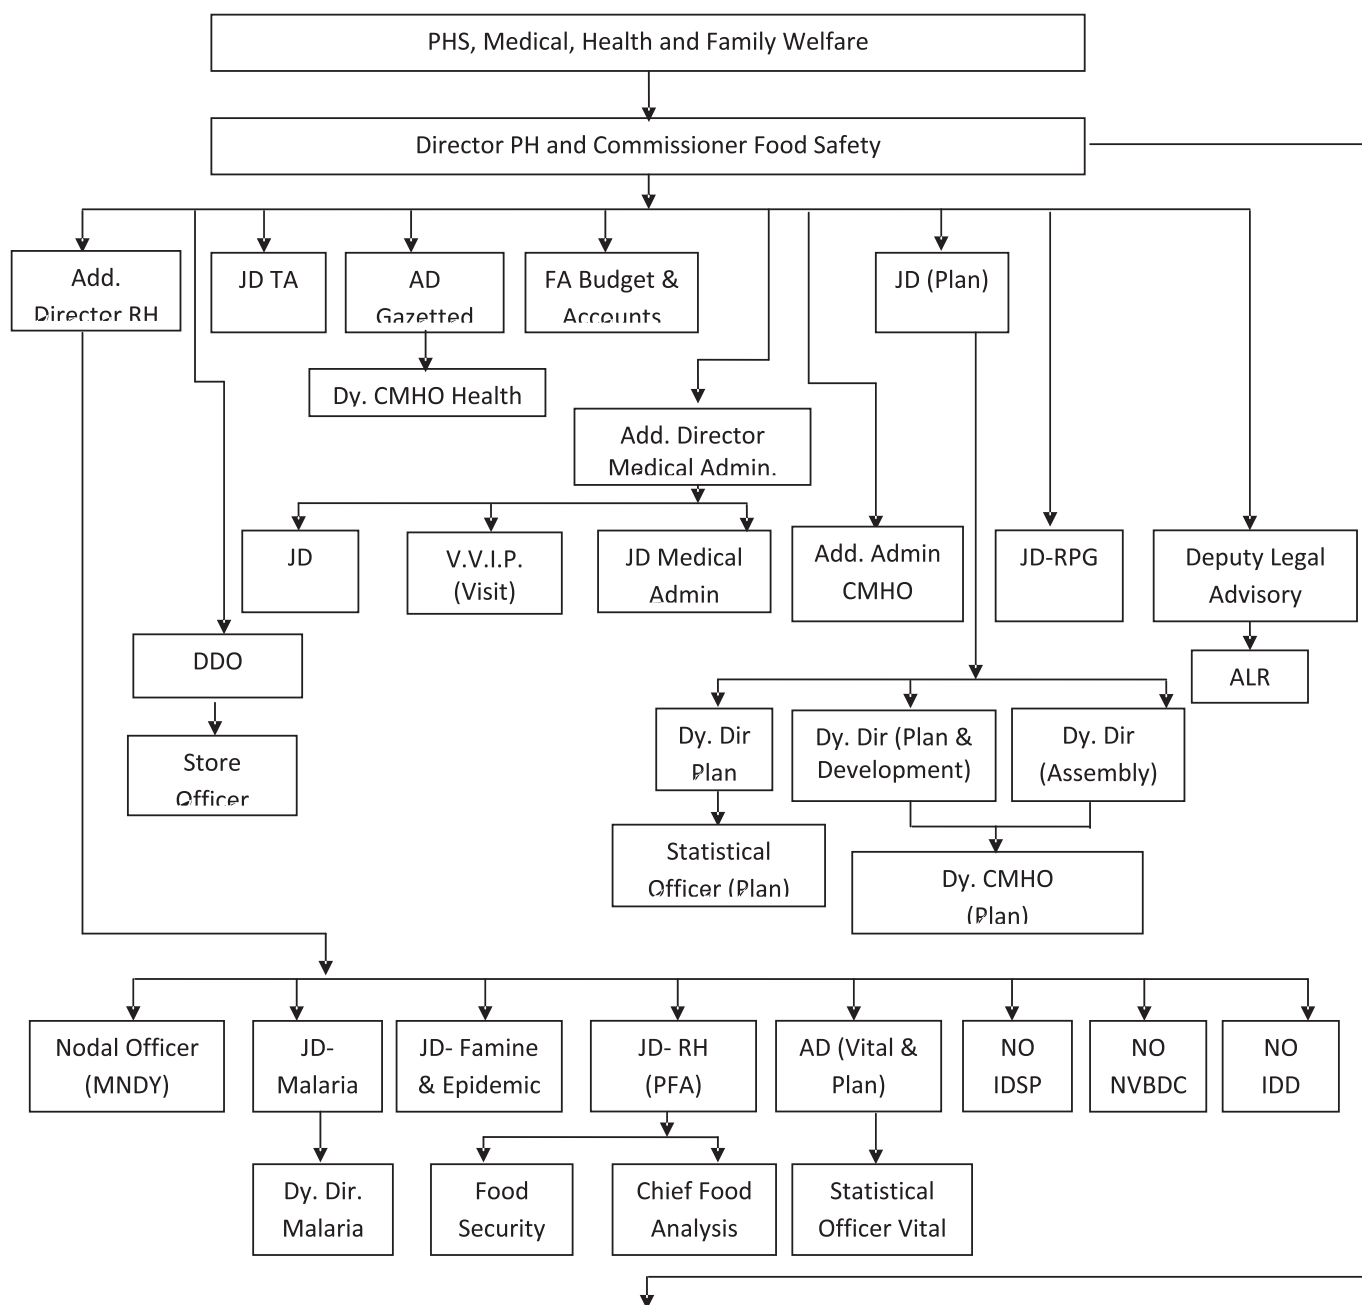 PHS, Medical, Health and Family Welfare
Director PH and Commissioner Food Safety
Add.
Director RH
JD TA
AD
Gazetted
FA Budget &
Accounts
JD (Plan)
Dy. CMHO Health
Add. Director
Medical Admin.
JD
V.V.I.P.
(Visit)
JD Medical
Admin
Add. Admin
CMHO
JD-RPG
Deputy Legal
Advisory
DDO
ALR
Store
Officer
Dy. Dir
Plan
Dy. Dir (Plan &
Development)
Dy. Dir
(Assembly)
Statistical
Officer (Plan)
Dy. CMHO
(Plan)
Nodal Officer
(MNDY)
JD-
Malaria
JD- Famine
& Epidemic
JD- RH
(PFA)
AD (Vital &
Plan)
NO
IDSP
NO
NVBDC
NO
IDD
Dy. Dir.
Malaria
Food
Security
Chief Food
Analysis
Statistical
Officer Vital